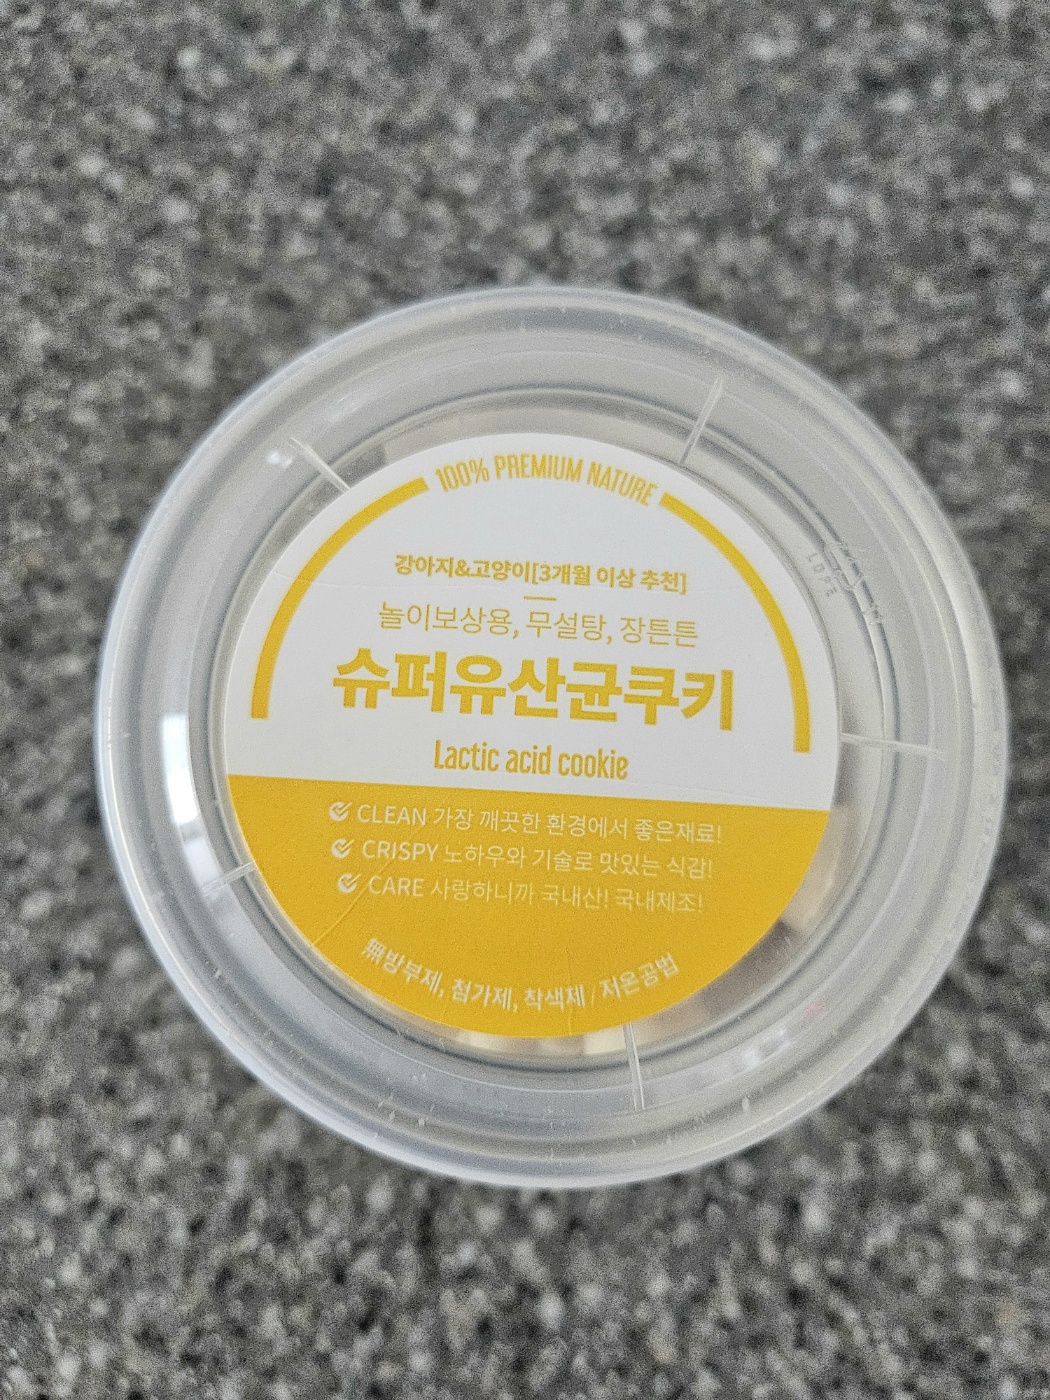 100% PREMIUM NATURE
강아지&고양이[3개월 이상 추천]
놀이보상용, 무설탕, 장튼튼
슈퍼유산균쿠키
Lactic acid cookie
CLEAN 가장 깨끗한 환경에서 좋은재료!
CRISPY 노하우와 기술로 맛있는 식감!
CARE 사랑하니까 국내산! 국내제조!
無방부제, 첨가제, 착색제 / 저온공법
LDPE